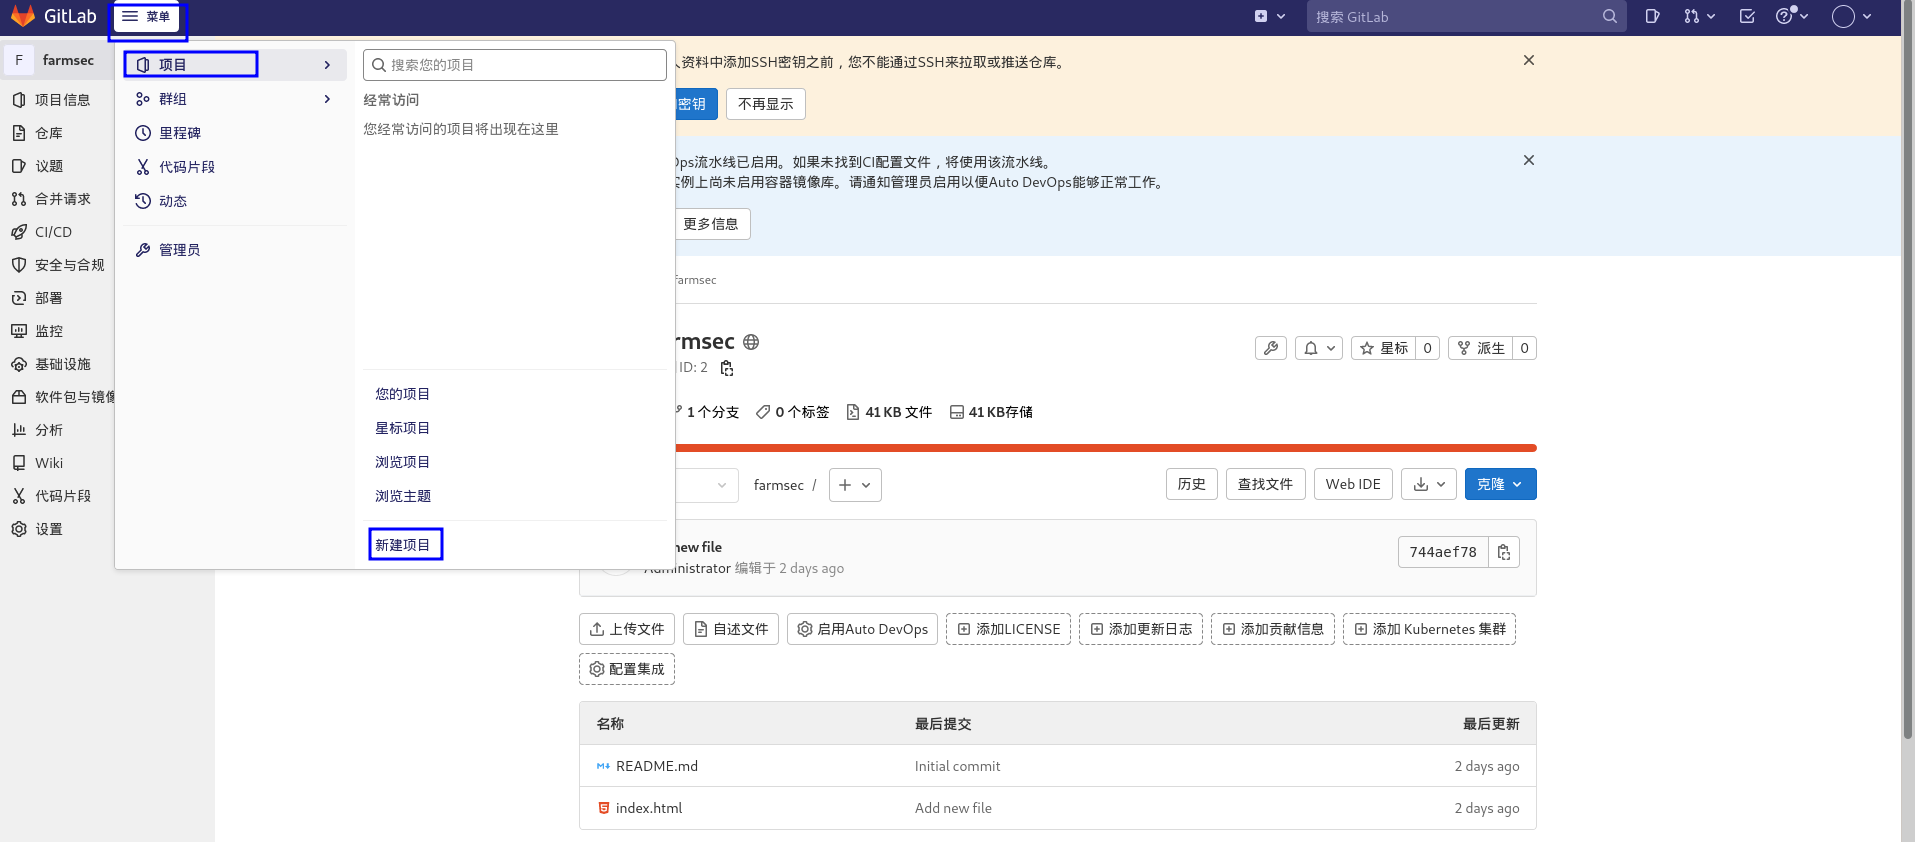 GitLab
菜单
搜索 GitLab
F farmsec
项目信息
仓库
议题
合并请求
CI/CD
安全与合规
部署
监控
基础设施
软件包与镜像
分析
Wiki
代码片段
设置
项目
群组
里程碑
代码片段
动态
管理员
搜索您的项目
经常访问
您经常访问的项目将出现在这里
您的项目
星标项目
浏览项目
浏览主题
新建项目
资料中添加SSH密钥之前，您不能通过SSH来拉取或推送仓库。
密钥 不再显示
Ops流水线已启用。如果未找到CI配置文件，将使用该流水线。
实例上尚未启用容器镜像库。请通知管理员启用以便Auto DevOps能够正常工作。
更多信息
farmsec
rmsec
ID: 2
星标 0 派生 0
1 个分支 0 个标签 41 KB 文件 41 KB存储
farmsec / 历史 查找文件 Web IDE 克隆
new file
Administrator 编辑于 2 days ago
744aef78
上传文件 自述文件 启用Auto DevOps 添加LICENSE 添加更新日志 添加贡献信息 添加 Kubernetes 集群
配置集成
名称 最后提交 最后更新
README.md Initial commit 2 days ago
index.html Add new file 2 days ago